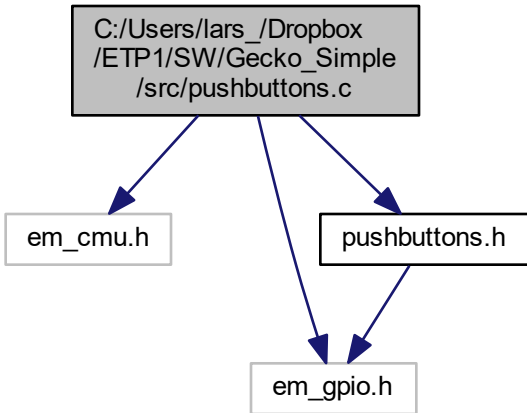 C:/Users/lars_/Dropbox
/ETP1/SW/Gecko_Simple
/src/pushbuttons.c
em_cmu.h
pushbuttons.h
em_gpio.h